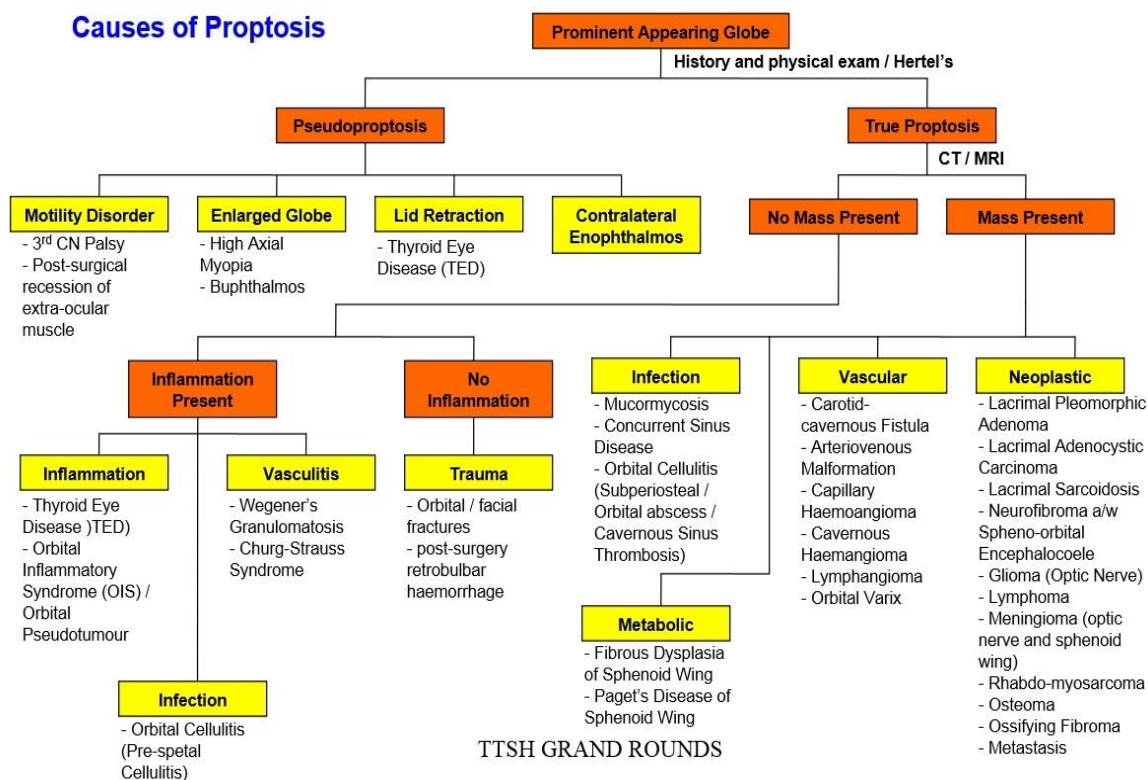 Causes of Proptosis
Prominent Appearing Globe
History and physical exam / Hertel's
Pseudoproptosis
True Proptosis
CT / MRI
Motility Disorder
- 3rd CN Palsy
- Post-surgical
recession of
extra-ocular
muscle
Enlarged Globe
- High Axial
Myopia
- Buphthalmos
Lid Retraction
- Thyroid Eye
Disease (TED)
Contralateral
Enophthalmos
No Mass Present
Mass Present
Inflammation
Present
No
Inflammation
Inflammation
- Thyroid Eye
Disease )TED)
- Orbital
Inflammatory
Syndrome (OIS) /
Orbital
Pseudotumour
Vasculitis
- Wegener's
Granulomatosis
- Churg-Strauss
Syndrome
Trauma
- Orbital / facial
fractures
- post-surgery
retrobulbar
haemorrhage
Infection
- Orbital Cellulitis
(Pre-spetal
Cellulitis)
Infection
- Mucormycosis
- Concurrent Sinus
Disease
- Orbital Cellulitis
(Subperiosteal /
Orbital abscess /
Cavernous Sinus
Thrombosis)
Metabolic
- Fibrous Dysplasia
of Sphenoid Wing
- Paget's Disease of
Sphenoid Wing
Vascular
- Carotid-
cavernous Fistula
- Arteriovenous
Malformation
- Capillary
Haemoangioma
- Cavernous
Haemangioma
- Lymphangioma
- Orbital Varix
Neoplastic
- Lacrimal Pleomorphic
Adenoma
- Lacrimal Adenocystic
Carcinoma
- Lacrimal Sarcoidosis
- Neurofibroma a/w
Spheno-orbital
Encephalocoele
- Glioma (Optic Nerve)
- Lymphoma
- Meningioma (optic
nerve and sphenoid
wing)
- Rhabdo-myosarcoma
- Osteoma
- Ossifying Fibroma
- Metastasis
TTSH GRAND ROUNDS